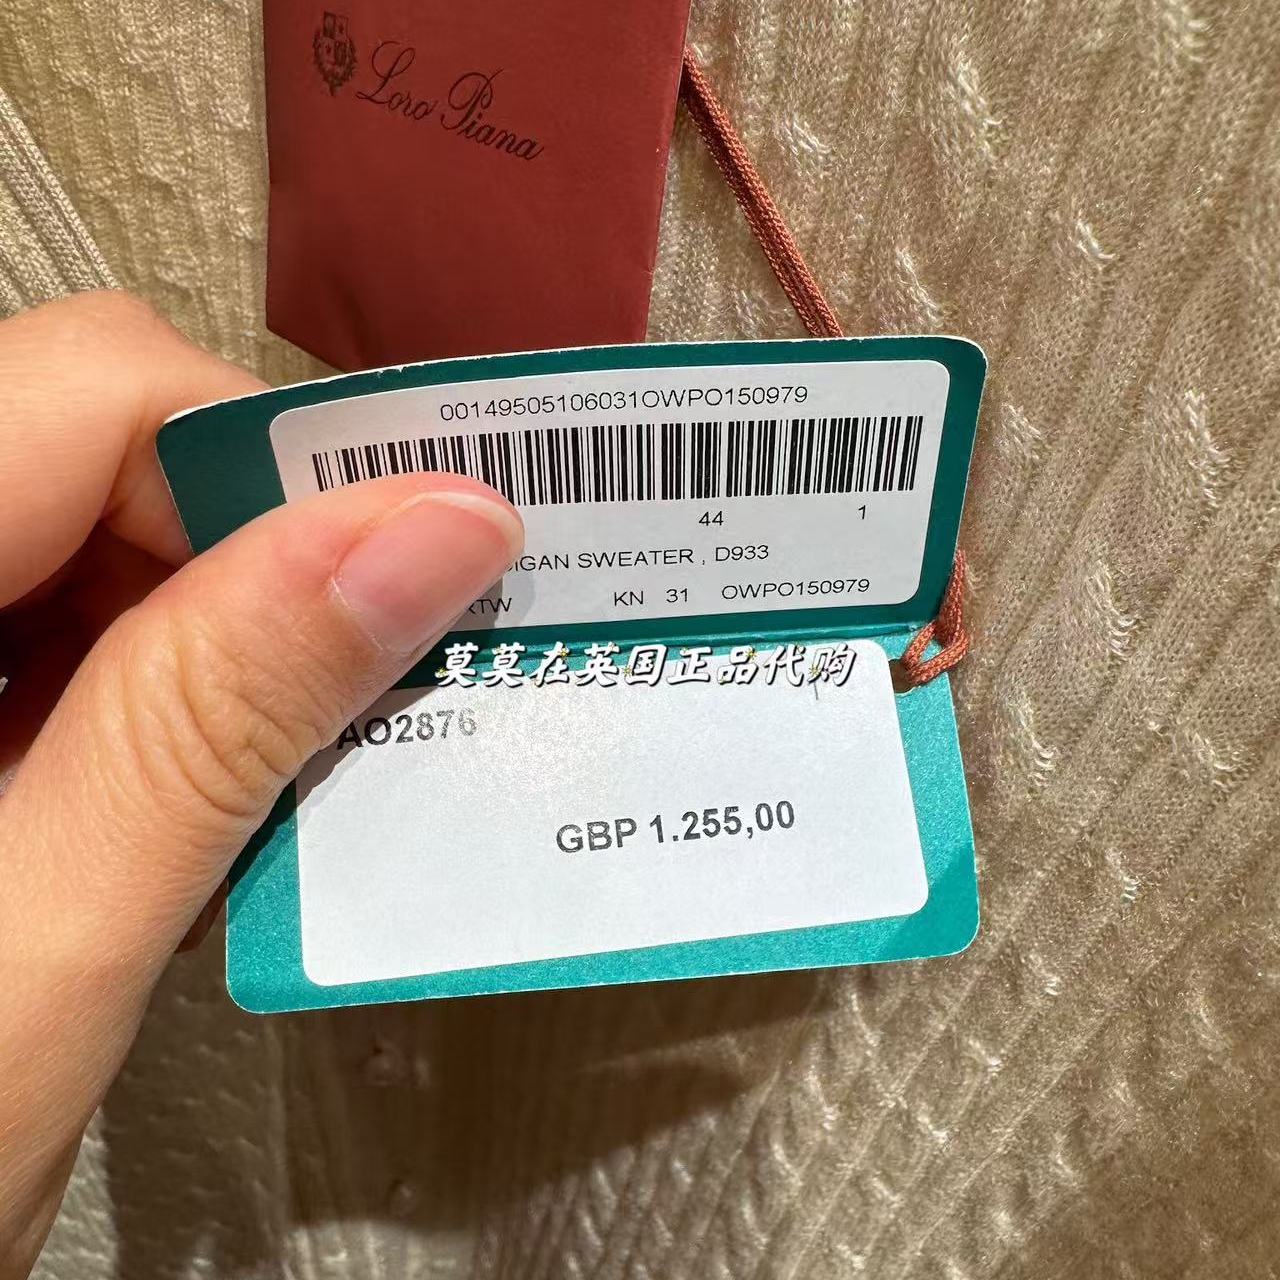 Loro Piana
00149505106031OWPO150979
44 1
SWEATER , D933
KN 31 OWPO150979
莫莫在英国正品代购
AO2876
GBP 1.255,00